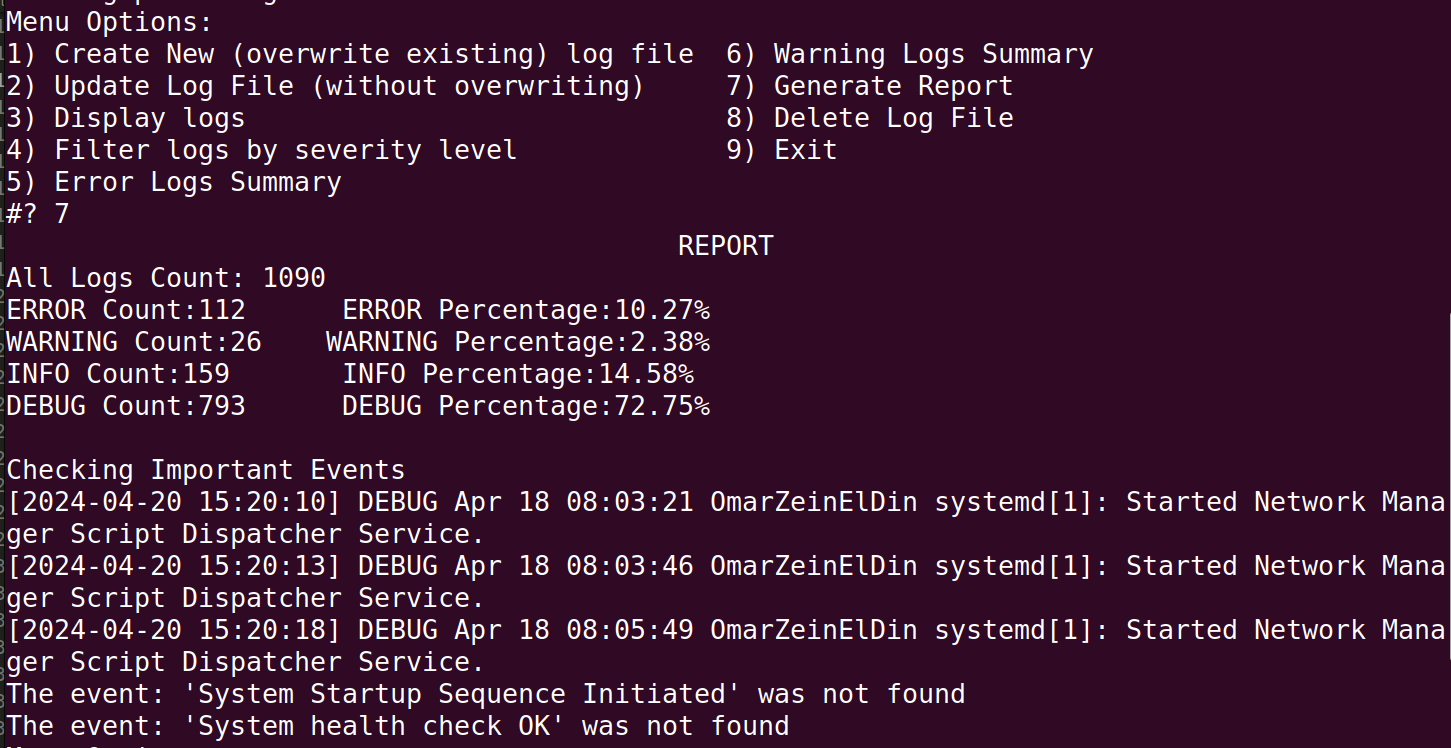 Menu Options:
1) Create New (overwrite existing) log file  6) Warning Logs Summary
2) Update Log File (without overwriting)     7) Generate Report
3) Display logs                              8) Delete Log File
4) Filter logs by severity level             9) Exit
5) Error Logs Summary
#? 7
REPORT
All Logs Count: 1090
ERROR Count:112      ERROR Percentage:10.27%
WARNING Count:26    WARNING Percentage:2.38%
INFO Count:159       INFO Percentage:14.58%
DEBUG Count:793      DEBUG Percentage:72.75%
Checking Important Events
[2024-04-20 15:20:10] DEBUG Apr 18 08:03:21 OmarZeinElDin systemd[1]: Started Network Mana
ger Script Dispatcher Service.
[2024-04-20 15:20:13] DEBUG Apr 18 08:03:46 OmarZeinElDin systemd[1]: Started Network Mana
ger Script Dispatcher Service.
[2024-04-20 15:20:18] DEBUG Apr 18 08:05:49 OmarZeinElDin systemd[1]: Started Network Mana
ger Script Dispatcher Service.
The event: 'System Startup Sequence Initiated' was not found
The event: 'System health check OK' was not found